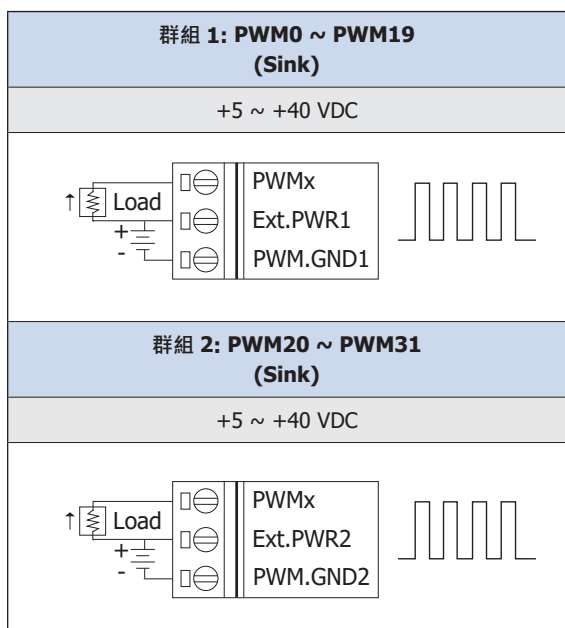 群組 1: PWM0 ~ PWM19
(Sink)
+5 ~ +40 VDC
↑ Load
+
-
PWMx
Ext.PWR1
PWM.GND1
群組 2: PWM20 ~ PWM31
(Sink)
+5 ~ +40 VDC
↑ Load
+
-
PWMx
Ext.PWR2
PWM.GND2